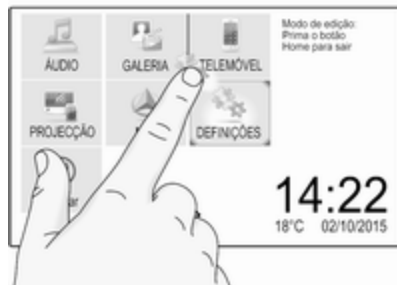 ÁUDIO
GALERIA
TELEMÓVEL
Modo de edição:
Prima o botão
Home para sair
PROJECÇÃO
DEFINIÇÕES
14:22
18°C 02/10/2015